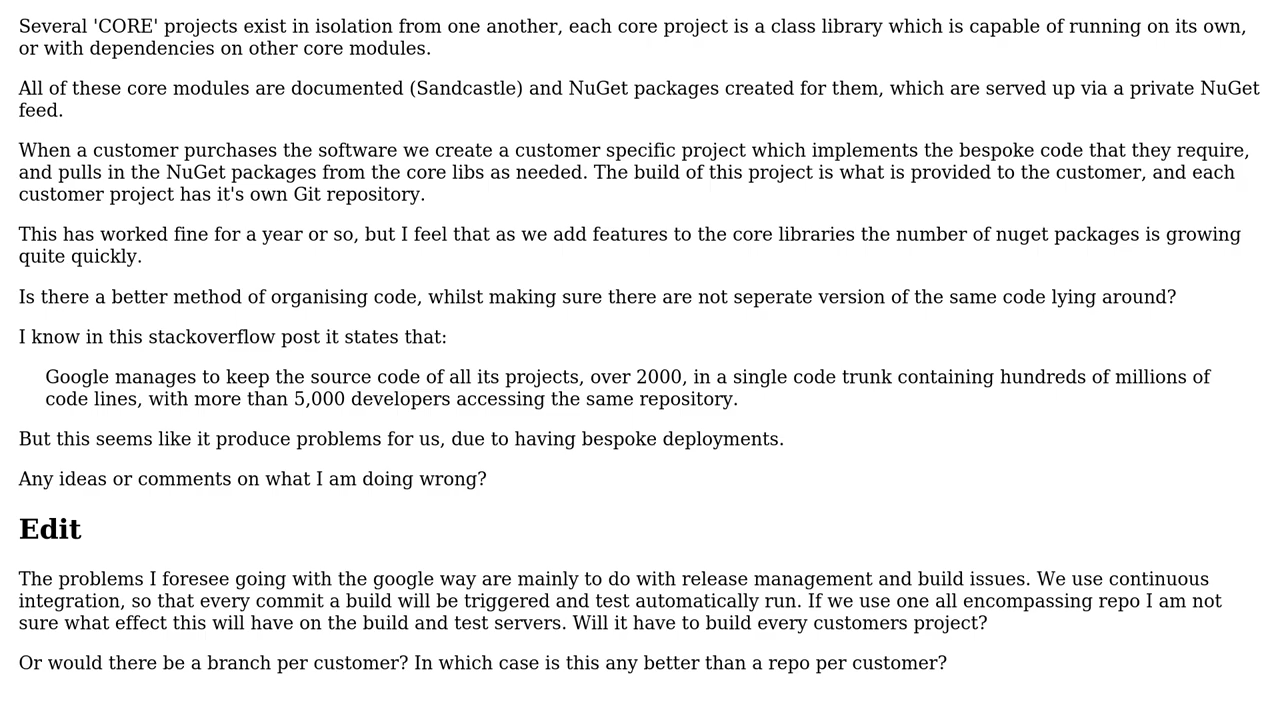 Several 'CORE' projects exist in isolation from one another, each core project is a class library which is capable of running on its own,
or with dependencies on other core modules.
All of these core modules are documented (Sandcastle) and NuGet packages created for them, which are served up via a private NuGet
feed.
When a customer purchases the software we create a customer specific project which implements the bespoke code that they require,
and pulls in the NuGet packages from the core libs as needed. The build of this project is what is provided to the customer, and each
customer project has it's own Git repository.
This has worked fine for a year or so, but I feel that as we add features to the core libraries the number of nuget packages is growing
quite quickly.
Is there a better method of organising code, whilst making sure there are not seperate version of the same code lying around?
I know in this stackoverflow post it states that:
Google manages to keep the source code of all its projects, over 2000, in a single code trunk containing hundreds of millions of
code lines, with more than 5,000 developers accessing the same repository.
But this seems like it produce problems for us, due to having bespoke deployments.
Any ideas or comments on what I am doing wrong?
Edit
The problems I foresee going with the google way are mainly to do with release management and build issues. We use continuous
integration, so that every commit a build will be triggered and test automatically run. If we use one all encompassing repo I am not
sure what effect this will have on the build and test servers. Will it have to build every customers project?
Or would there be a branch per customer? In which case is this any better than a repo per customer?